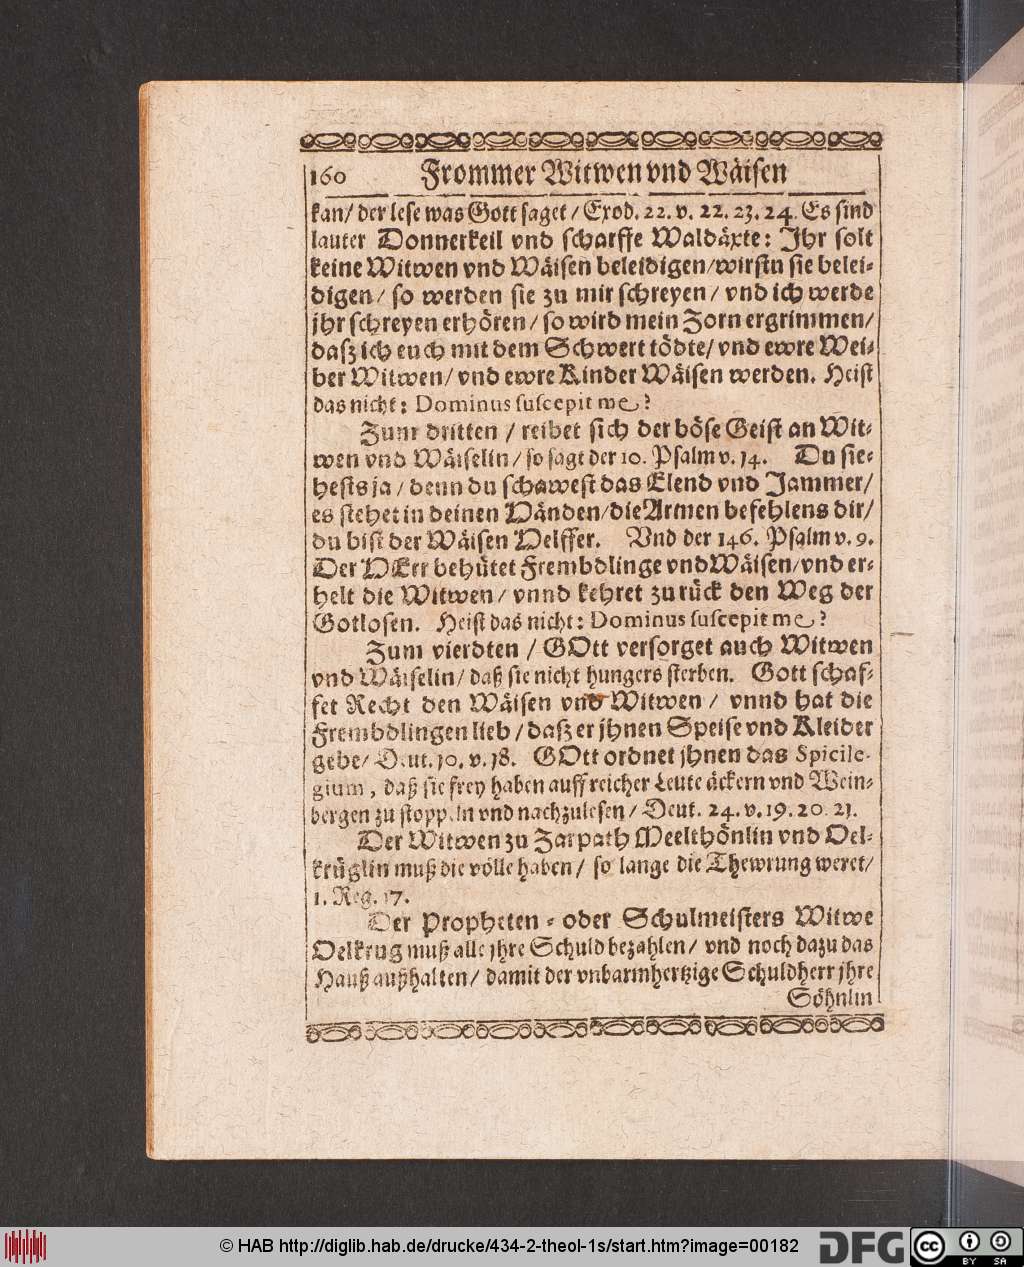 160 Frommer Witwen vnd Wäisen
kan/ der lese was Gott saget/ Exod. 22. v. 22. 23. 24. Es sind
lauter Donnerkeil vnd scharffe Waldäxte: Ihr solt
keine Witwen vnd Wäisen beleidigen/wirstu sie belei-
digen/ so werden sie zu mir schreyen/ vnd ich werde
jhr schreyen erhören/ so wird mein Zorn ergrimmen/
dasz ich euch mit dem Schwert tödte/ vnd ewre Wei-
ber Witwen/ vnd ewre Kinder Wäisen werden. Heist
das nicht: Dominus suscepit me?
Zum dritten/ reibet sich der böse Geist an Wit-
wen vnd Wäiselin/ so sagt der 10. Psalm v. 14. Du sie-
hests ja/ denn du schawest das Elend vnd Jammer/
es stehet in deinen Händen/die Armen befehlens dir/
du bist der Wäisen Helffer. Vnd der 146. Psalm v. 9.
Der HErr behütet Frembdlinge vnd Wäisen/vnd er-
helt die Witwen/ vnnd kehret zu rück den Weg der
Gotlosen. Heist das nicht: Dominus suscepit me?
Zum vierdten/ GOtt versorget auch Witwen
vnd Wäiselin/ daß sie nicht hungers sterben. Gott schaf-
fet Recht den Wäisen vnd Witwen/ vnnd hat die
Frembdlingen lieb/ dasz er jhnen Speise vnd Kleider
gebe/ Deut. 10. v. 18. GOtt ordnet jhnen das Spicile-
gium, daß sie frey haben auff reicher Leute äckern vnd Wein-
bergen zu stoppeln vnd nachzulesen/ Deut. 24. v. 19. 20. 21.
Der Witwen zu Zarpath Meelthönlin vnd Oel-
krüglin muß die völle haben/ so lange die Thewrung weret/
1. Reg. 17.
Der Propheten- oder Schulmeisters Witwe
Oelkrug muß alle jhre Schuld bezahlen/ vnd noch dazu das
Hauß außhalten/ damit der vnbarmhertzige Schuldherr jhre
Söhnlin
© HAB http://diglib.hab.de/drucke/434-2-theol-1s/start.htm?image=00182 DFG cc BY SA